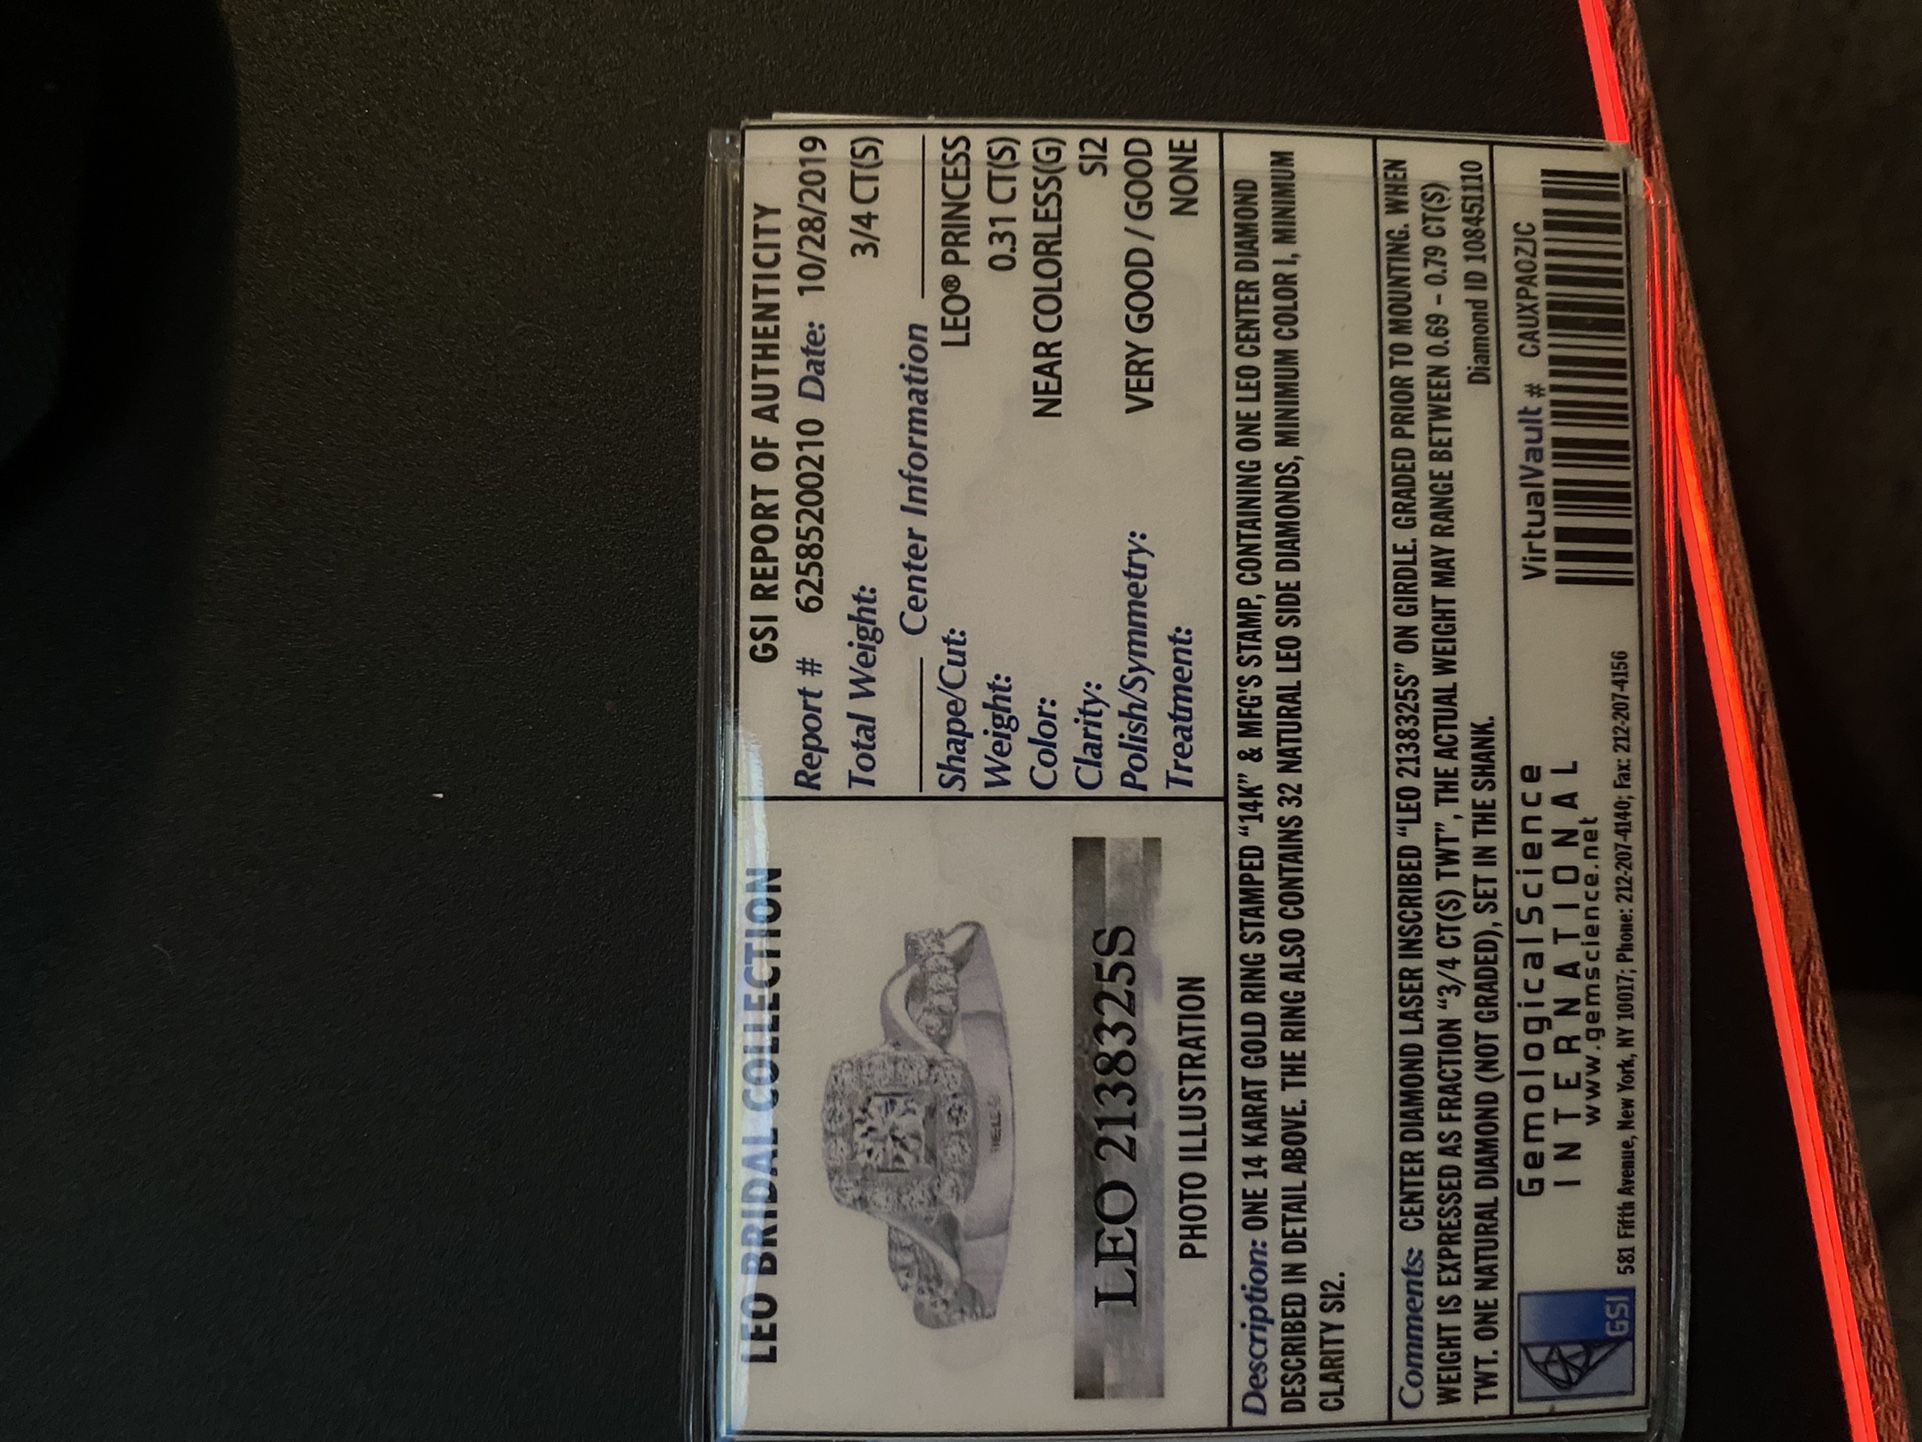 LEO BRIDAL COLLECTION
LEO 2138325S
PHOTO ILLUSTRATION
GSI REPORT OF AUTHENTICITY
Report # 62585200210 Date: 10/28/2019
Total Weight: 3/4 CT(S)
Center Information
Shape/Cut: LEO® PRINCESS
Weight: 0.31 CT(S)
Color: NEAR COLORLESS(G)
Clarity: SI2
Polish/Symmetry: VERY GOOD / GOOD
Treatment: NONE
Description: ONE 14 KARAT GOLD RING STAMPED “14K” & MFG'S STAMP, CONTAINING ONE LEO CENTER DIAMOND
DESCRIBED IN DETAIL ABOVE. THE RING ALSO CONTAINS 32 NATURAL LEO SIDE DIAMONDS, MINIMUM COLOR I, MINIMUM
CLARITY SI2.
Comments: CENTER DIAMOND LASER INSCRIBED “LEO 2138325S” ON GIRDLE. GRADED PRIOR TO MOUNTING. WHEN
WEIGHT IS EXPRESSED AS FRACTION “3/4 CT(S) TWT”, THE ACTUAL WEIGHT MAY RANGE BETWEEN 0.69 - 0.79 CT(S)
TWT. ONE NATURAL DIAMOND (NOT GRADED), SET IN THE SHANK.
Diamond ID 108451110
GSI
GemologicalScience
INTERNATIONAL
www.gemscience.net
581 Fifth Avenue, New York, NY 10017; Phone: 212-207-4140; Fax: 212-207-4156
VirtualVault # CAUXPAOZJC